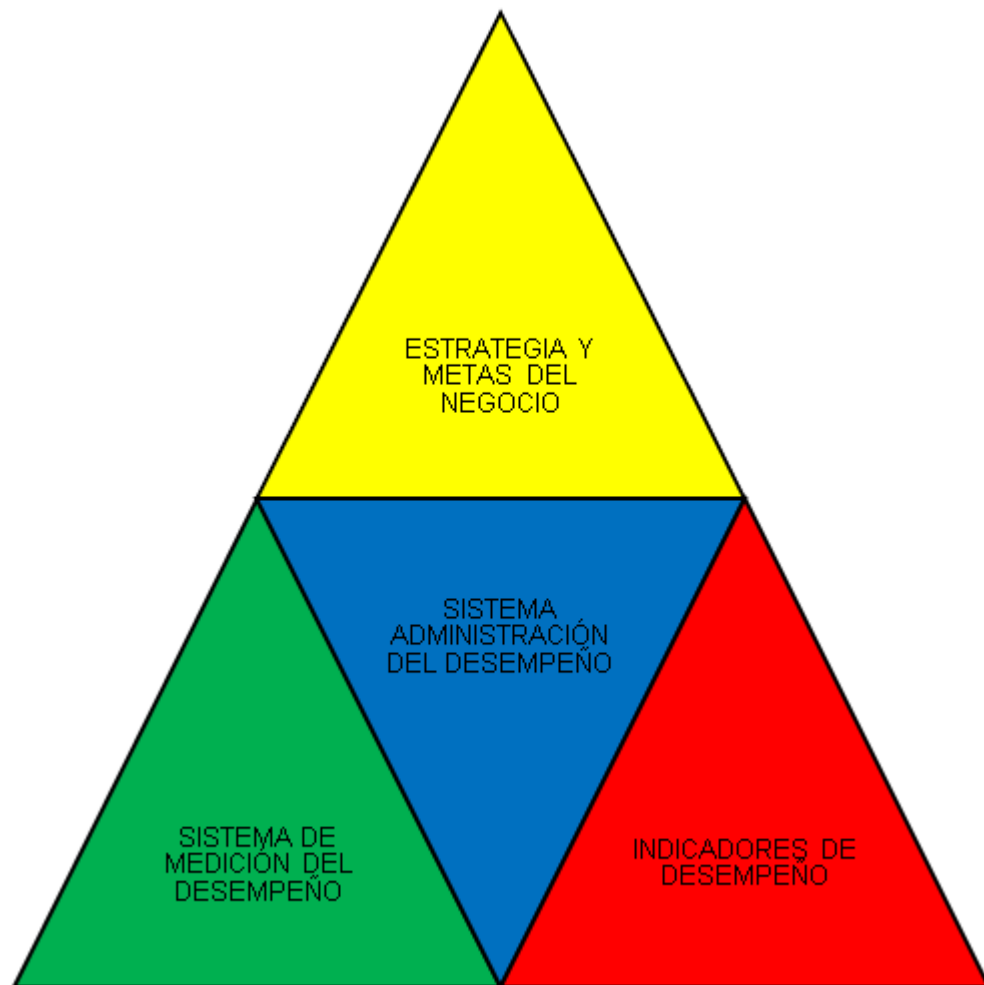 ESTRATEGIA Y
METAS DEL
NEGOCIO
SISTEMA
ADMINISTRACIÓN
DEL DESEMPEÑO
SISTEMA DE
MEDICIÓN DEL
DESEMPEÑO
INDICADORES DE
DESEMPEÑO